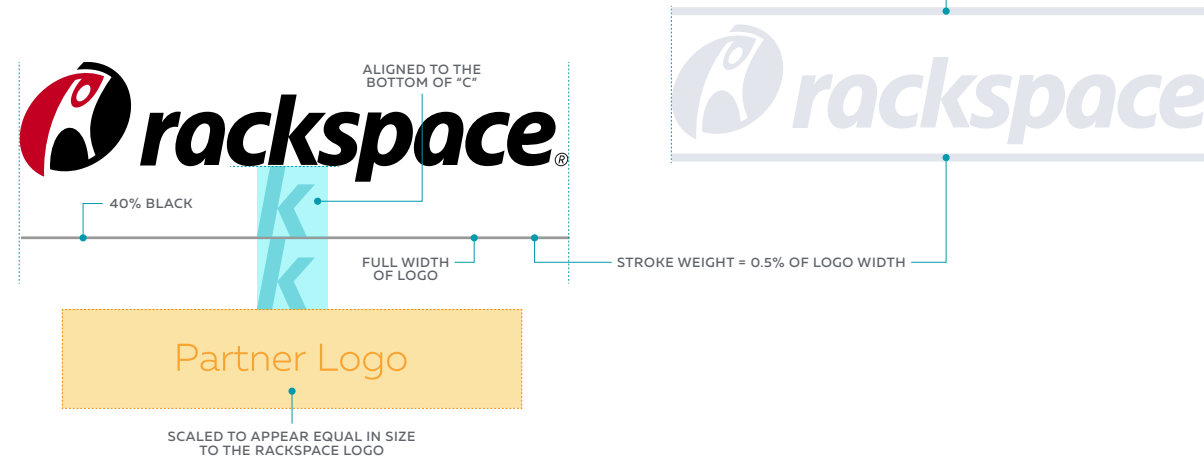 rackspace
ALIGNED TO THE
BOTTOM OF “C”
rackspace®
40% BLACK
k
FULL WIDTH
OF LOGO
STROKE WEIGHT = 0.5% OF LOGO WIDTH
k
Partner Logo
SCALED TO APPEAR EQUAL IN SIZE
TO THE RACKSPACE LOGO